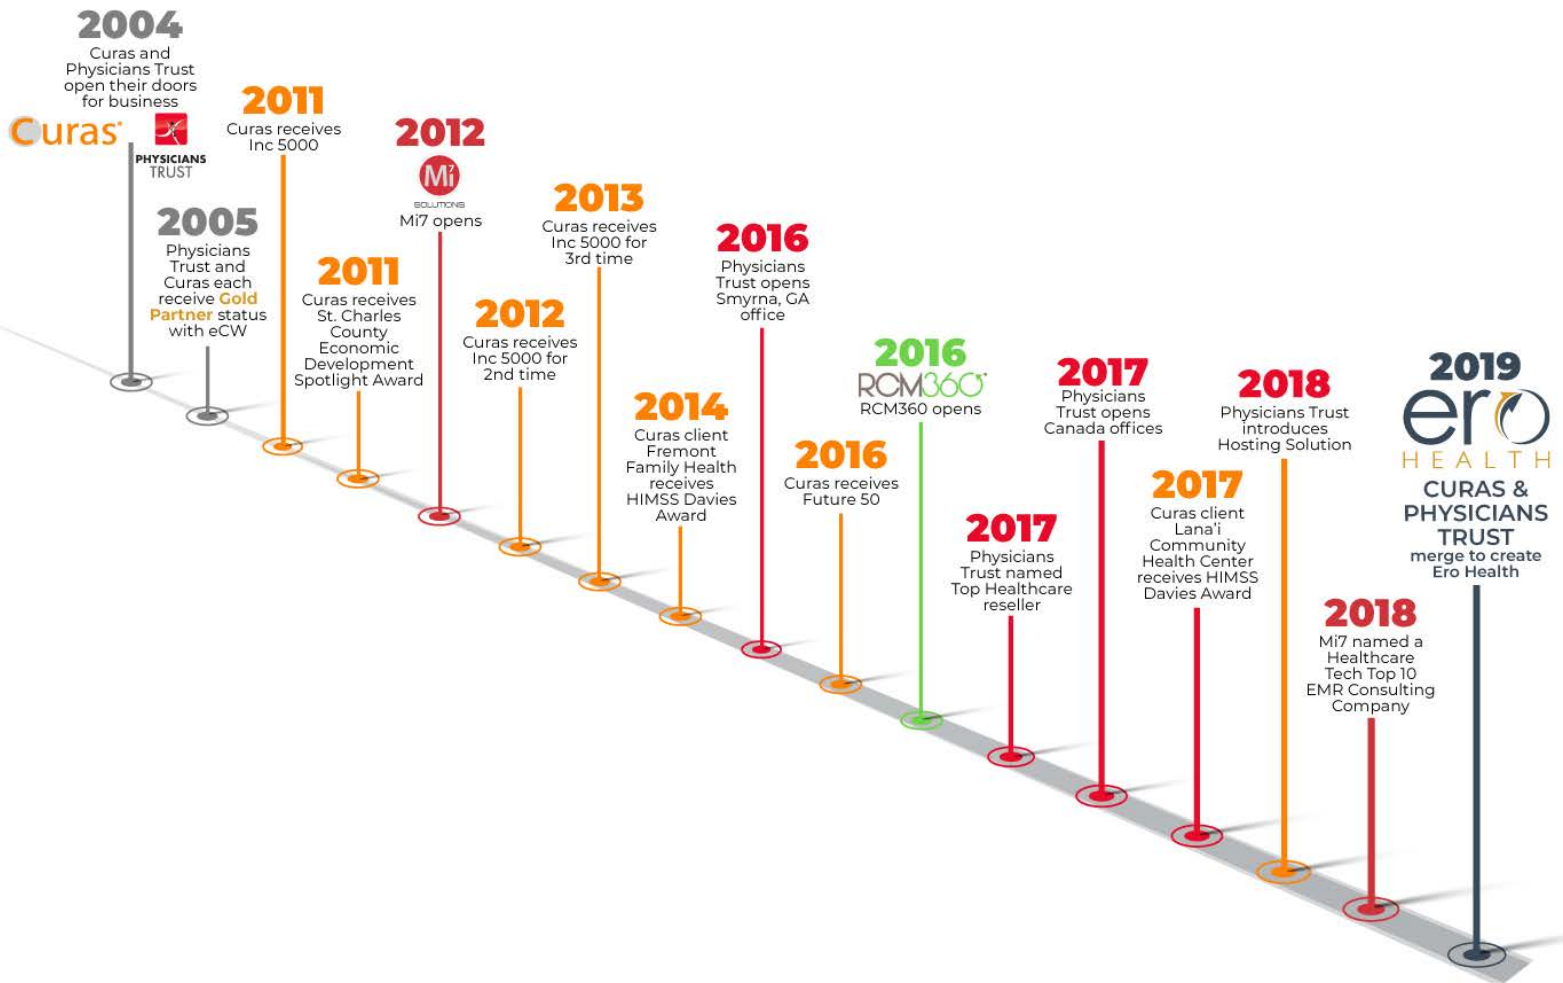 2004
Curas and
Physicians Trust
open their doors
for business
Curas
PHYSICIANS
TRUST
2005
Physicians
Trust and
Curas each
receive Gold
Partner status
with eCW
2011
Curas receives
Inc 5000
2011
Curas receives
St. Charles
County
Economic
Development
Spotlight Award
2012
Mi7
SOLUTIONS
Mi7 opens
2012
Curas receives
Inc 5000 for
2nd time
2013
Curas receives
Inc 5000 for
3rd time
2014
Curas client
Fremont
Family Health
receives
HIMSS Davies
Award
2016
Physicians
Trust opens
Smyrna, GA
office
2016
Curas receives
Future 50
2016
RCM360°
RCM360 opens
2017
Physicians
Trust named
Top Healthcare
reseller
2017
Physicians
Trust opens
Canada offices
2017
Curas client
Lana’i
Community
Health Center
receives HIMSS
Davies Award
2018
Physicians Trust
introduces
Hosting Solution
2018
Mi7 named a
Healthcare
Tech Top 10
EMR Consulting
Company
2019
ero
HEALTH
CURAS &
PHYSICIANS
TRUST
merge to create
Ero Health